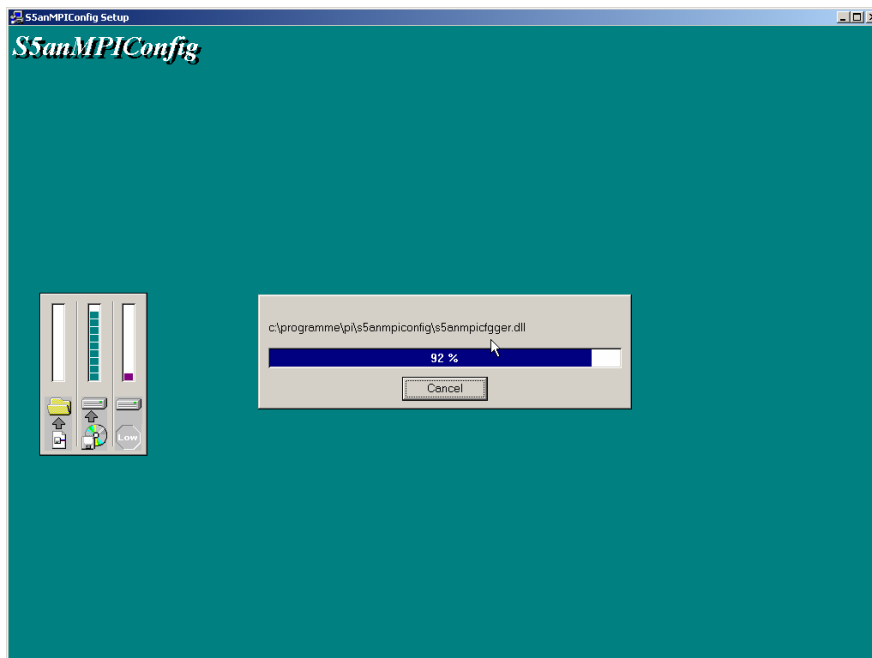 S5anMPIConfig Setup
S5anMPIConfig
c:\programme\pi\s5anmpiconfig\s5anmpicfgger.dll
92 %
Cancel
Low